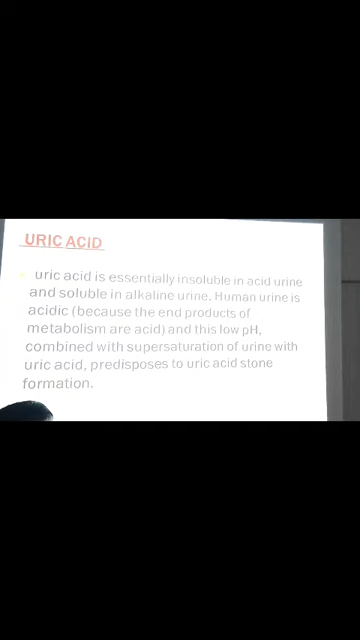 URIC ACID
uric acid is essentially insoluble in acid urine
and soluble in alkaline urine. Human urine is
acidic (because the end products of
metabolism are acid) and this low pH,
combined with supersaturation of urine with
uric acid, predisposes to uric acid stone
formation.